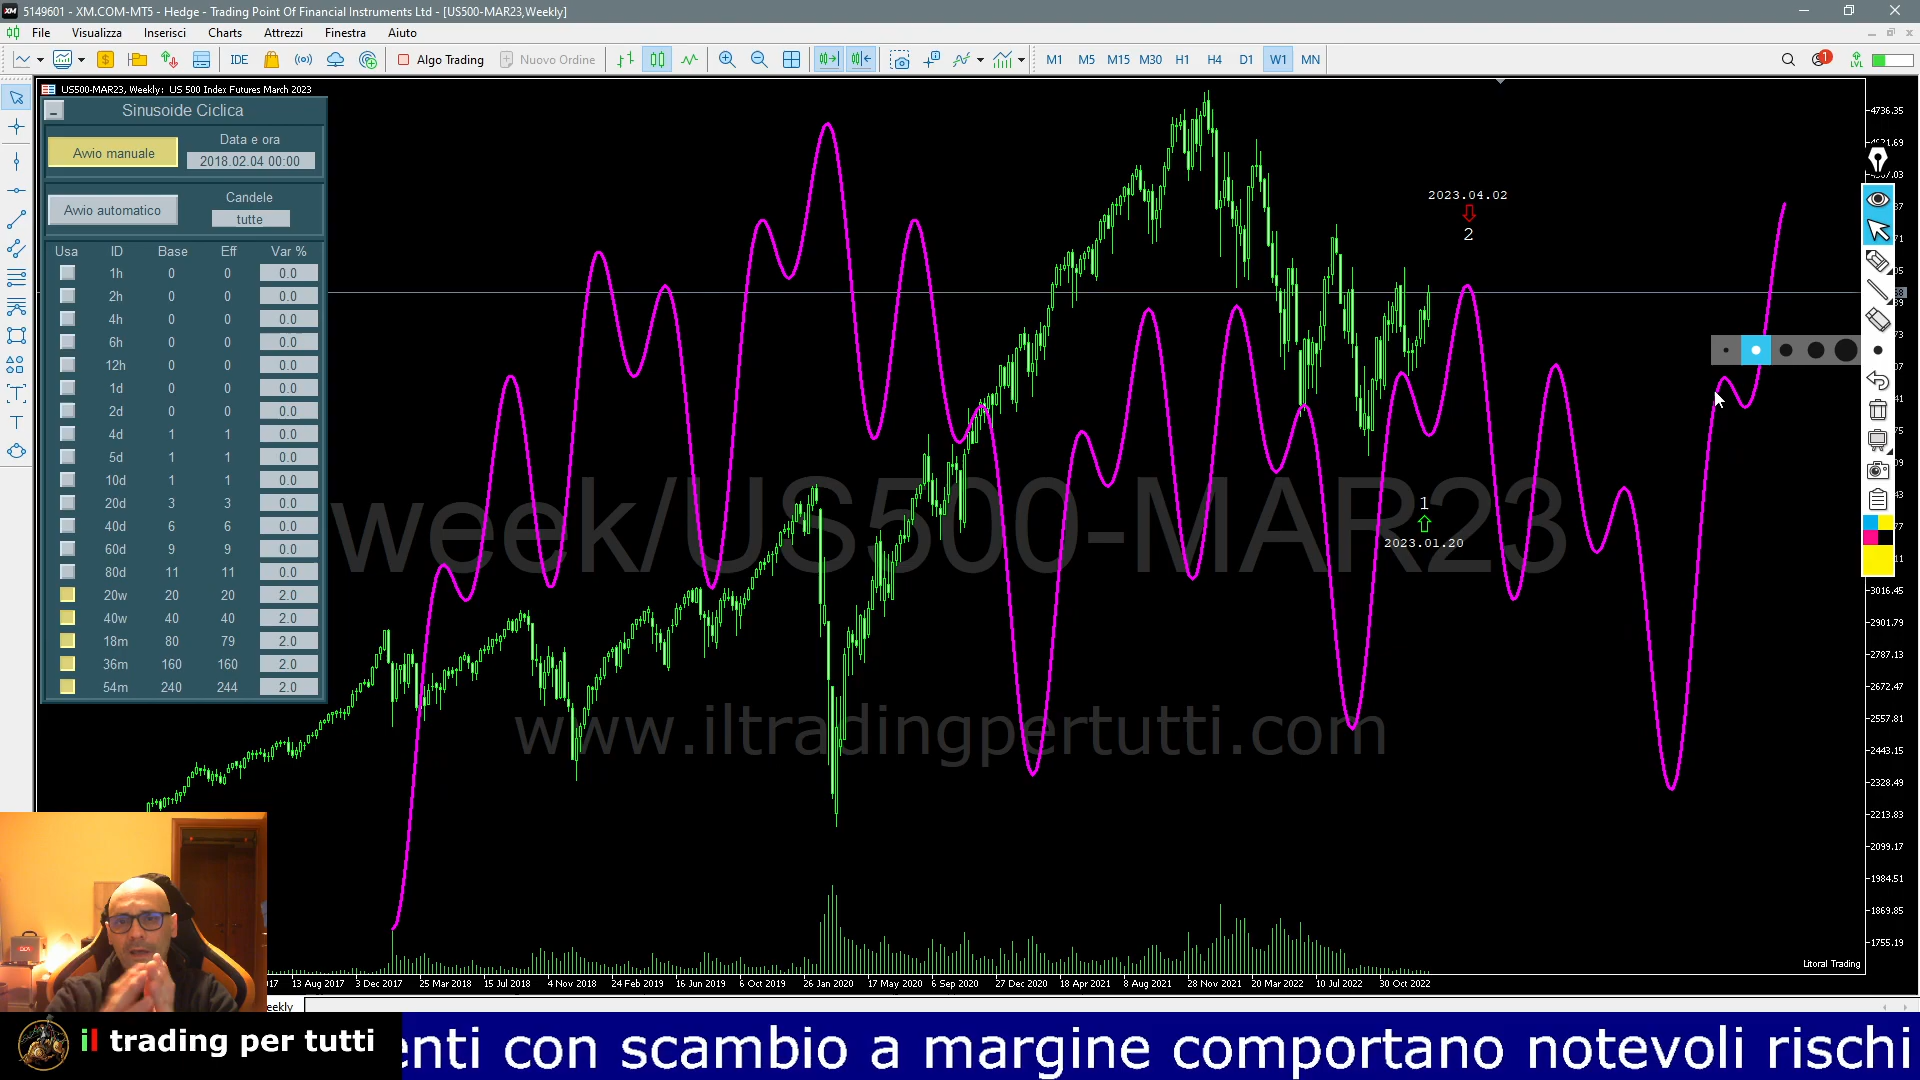 5149601 - XM.COM-MT5 - Hedge - Trading Point Of Financial Instruments Ltd - [US500-MAR23,Weekly]
File Visualizza Inserisci Charts Attrezzi Finestra Aiuto
IDE Algo Trading Nuovo Ordine M1 M5 M15 M30 H1 H4 D1 W1 MN 1 LVL
US500-MAR23, Weekly: US 500 Index Futures March 2023
Sinusoide Ciclica
Avvio manuale
Data e ora
2018.02.04 00:00
Avvio automatico
Candele
tutte
Usa ID Base Eff Var %
1h 0 0 0.0
2h 0 0 0.0
4h 0 0 0.0
6h 0 0 0.0
12h 0 0 0.0
1d 0 0 0.0
2d 0 0 0.0
4d 1 1 0.0
5d 1 1 0.0
10d 1 1 0.0
20d 3 3 0.0
40d 6 6 0.0
60d 9 9 0.0
80d 11 11 0.0
20w 20 20 2.0
40w 40 40 2.0
18m 80 79 2.0
36m 160 160 2.0
54m 240 244 2.0
2023.04.02
2
1
2023.01.20
week/US500-MAR23
www.iltradingpertutti.com
4736.35
3016.45
2901.79
2787.13
2672.47
2557.81
2443.15
2328.49
2213.83
2099.17
1984.51
1869.85
1755.19
Litoral Trading
13 Aug 2017 3 Dec 2017 25 Mar 2018 15 Jul 2018 4 Nov 2018 24 Feb 2019 16 Jun 2019 6 Oct 2019 26 Jan 2020 17 May 2020 6 Sep 2020 27 Dec 2020 18 Apr 2021 8 Aug 2021 28 Nov 2021 20 Mar 2022 10 Jul 2022 30 Oct 2022
il trading per tutti
enti con scambio a margine comportano notevoli rischi